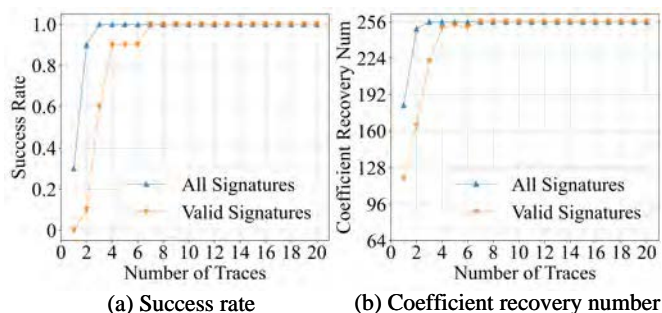 1.0
0.8
0.6
0.4
0.2
0
Success Rate
All Signatures
Valid Signatures
0 2 4 6 8 10 12 14 16 18 20
Number of Traces
(a) Success rate
256
224
192
160
128
96
64
Coefficient Recovery Num
All Signatures
Valid Signatures
0 2 4 6 8 10 12 14 16 18 20
Number of Traces
(b) Coefficient recovery number